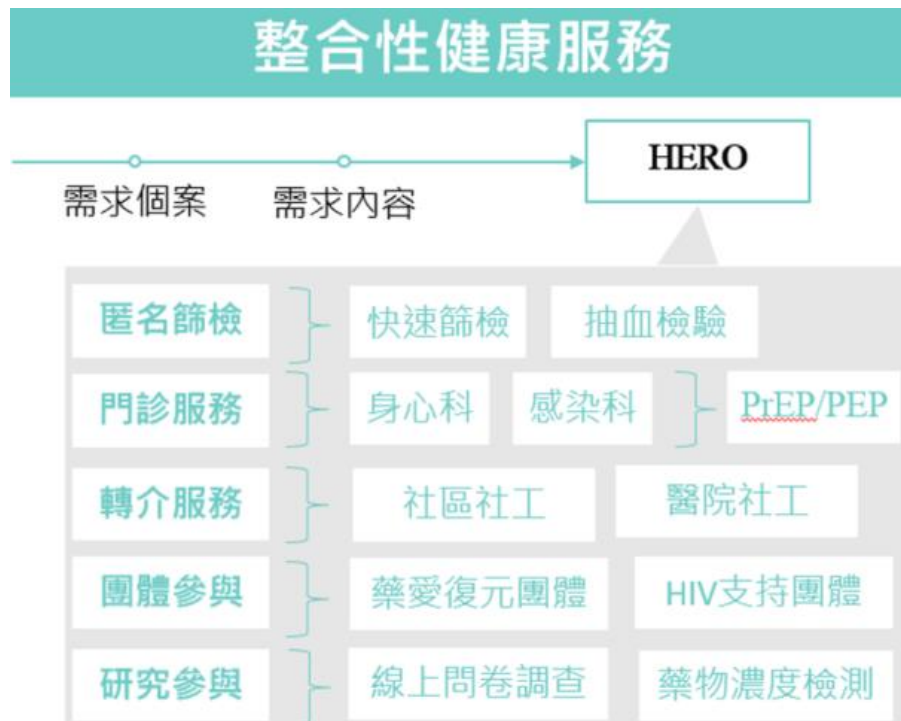 整合性健康服務
HERO
需求個案 需求內容
匿名篩檢 快速篩檢 抽血檢驗
門診服務 身心科 感染科 PrEP/PEP
轉介服務 社區社工 醫院社工
團體參與 藥愛復元團體 HIV支持團體
研究參與 線上問卷調查 藥物濃度檢測